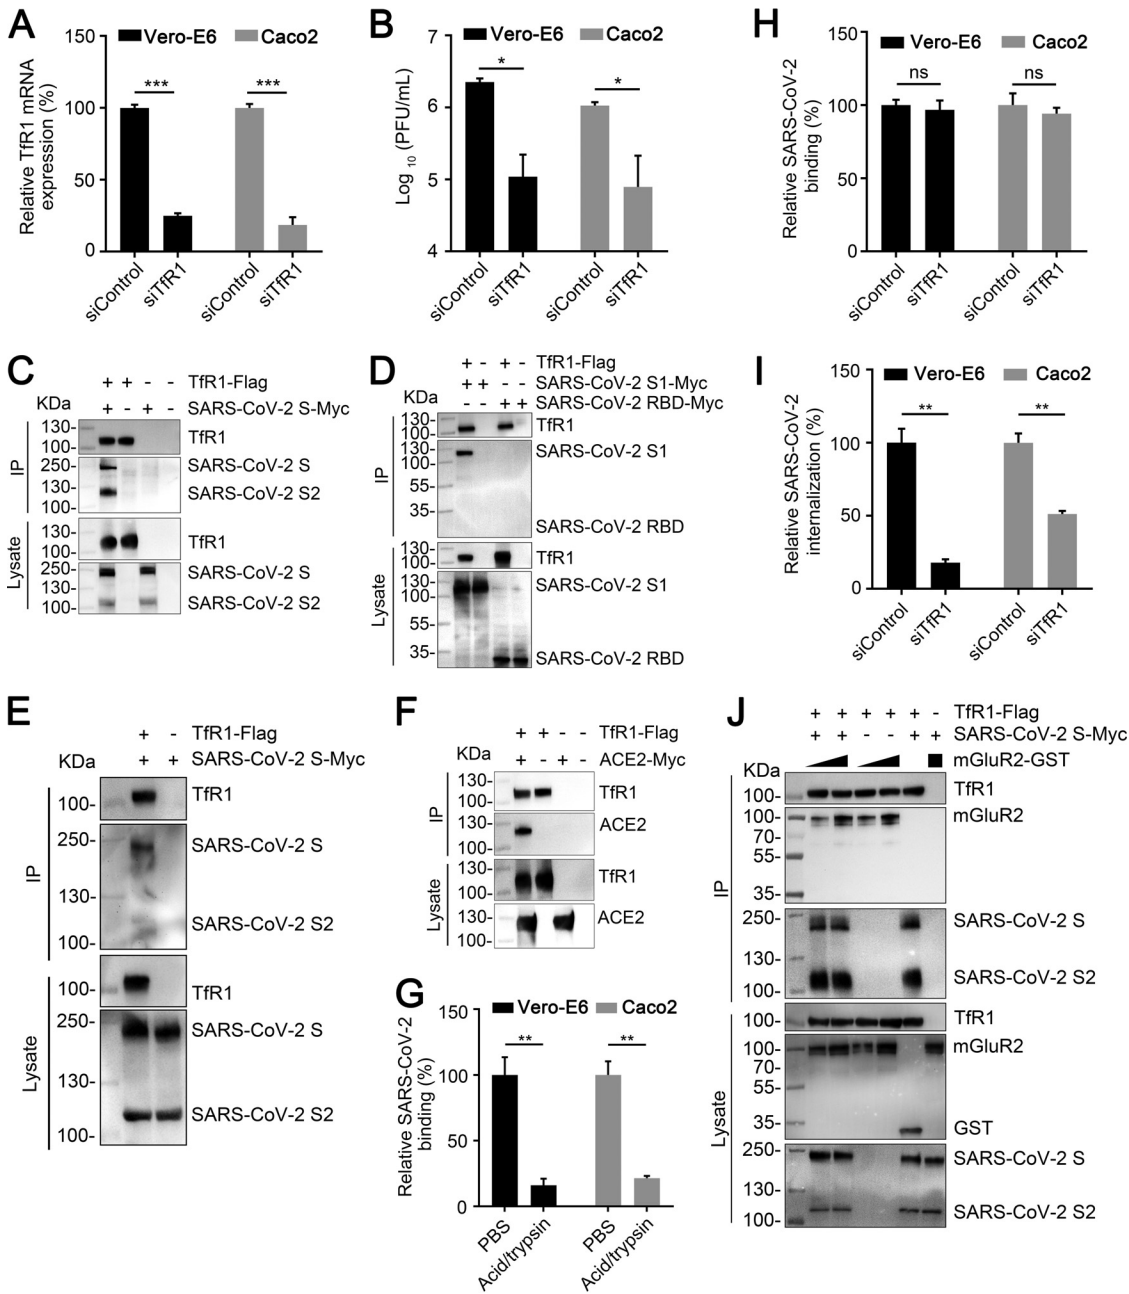 A
150
100
50
0
Relative TfR1 mRNA
expression (%)
Vero-E6 Caco2
*** ***
siControl siTfR1 siControl siTfR1
B
7
6
5
4
Log 10 (PFU/mL)
Vero-E6 Caco2
* *
siControl siTfR1 siControl siTfR1
H
150
100
50
0
Relative SARS-CoV-2
binding (%)
Vero-E6 Caco2
ns ns
siControl siTfR1 siControl siTfR1
C
+ + - - TfR1-Flag
+ - + - SARS-CoV-2 S-Myc
KDa
IP
130-
100-
TfR1
250-
130-
100-
SARS-CoV-2 S
SARS-CoV-2 S2
Lysate
130-
100-
TfR1
250-
130-
100-
SARS-CoV-2 S
SARS-CoV-2 S2
D
+ - + - TfR1-Flag
+ + - - SARS-CoV-2 S1-Myc
- - + + SARS-CoV-2 RBD-Myc
KDa
IP
130-
100-
TfR1
130-
100-
55-
35-
SARS-CoV-2 S1
SARS-CoV-2 RBD
Lysate
130-
100-
TfR1
130-
100-
55-
35-
SARS-CoV-2 S1
SARS-CoV-2 RBD
I
150
100
50
0
Relative SARS-CoV-2
internalization (%)
Vero-E6 Caco2
** **
siControl siTfR1 siControl siTfR1
E
+ - TfR1-Flag
+ + SARS-CoV-2 S-Myc
KDa
IP
100-
TfR1
250-
130-
100-
SARS-CoV-2 S
SARS-CoV-2 S2
Lysate
100-
TfR1
250-
130-
100-
SARS-CoV-2 S
SARS-CoV-2 S2
F
+ + - - TfR1-Flag
+ - + - ACE2-Myc
KDa
IP
130-
100-
TfR1
130-
100-
ACE2
Lysate
130-
100-
TfR1
130-
100-
ACE2
G
150
100
50
0
Relative SARS-CoV-2
binding (%)
Vero-E6 Caco2
** **
PBS Acid/trypsin PBS Acid/trypsin
J
+ + + + + - TfR1-Flag
+ + - - + + SARS-CoV-2 S-Myc
mGluR2-GST
KDa
IP
100-
TfR1
100-
70-
55-
35-
mGluR2
250-
130-
100-
SARS-CoV-2 S
SARS-CoV-2 S2
Lysate
100-
TfR1
100-
70-
55-
35-
mGluR2
GST
250-
130-
100-
SARS-CoV-2 S
SARS-CoV-2 S2